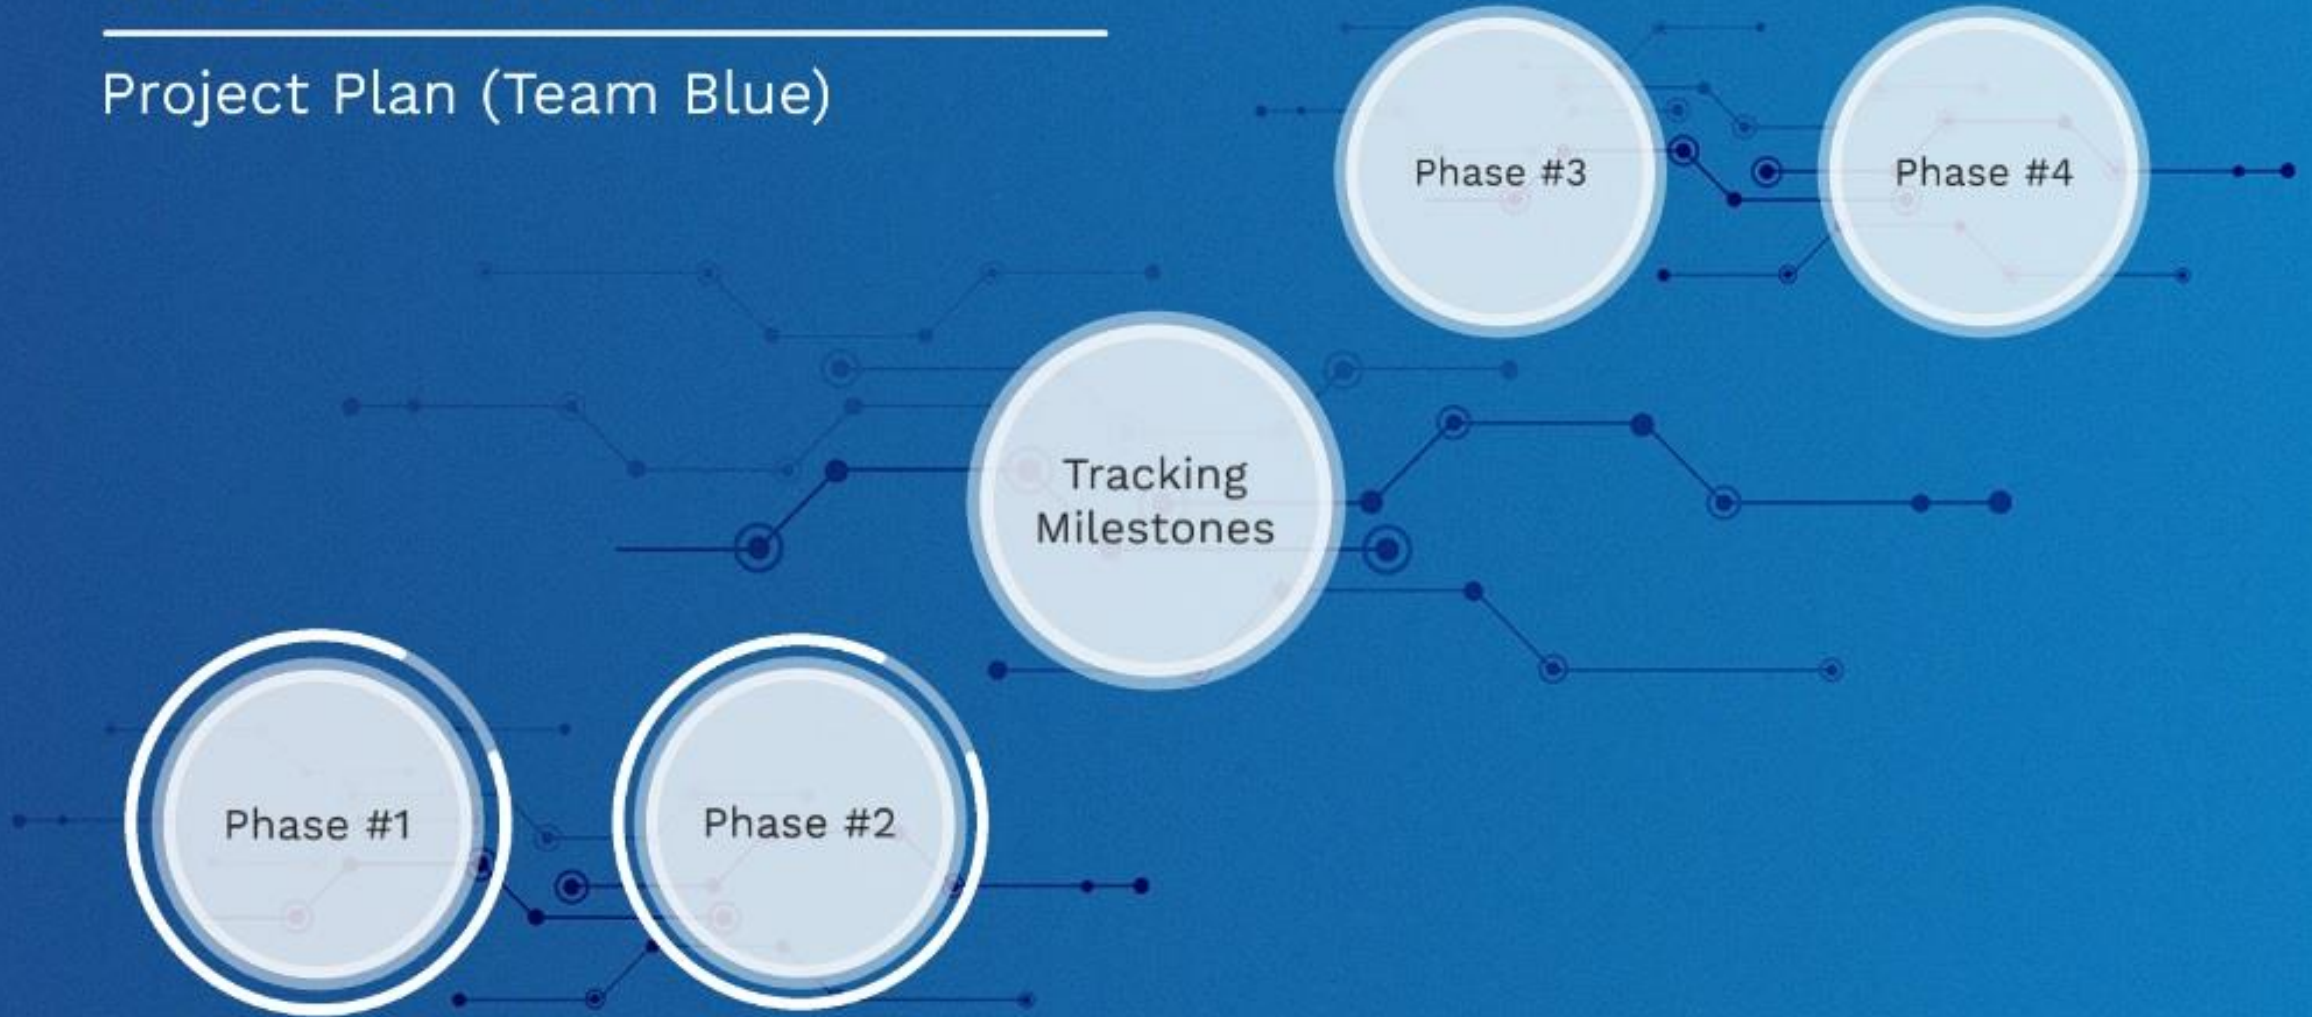 Project Plan (Team Blue)
Phase #3
Phase #4
Tracking
Milestones
Phase #1
Phase #2